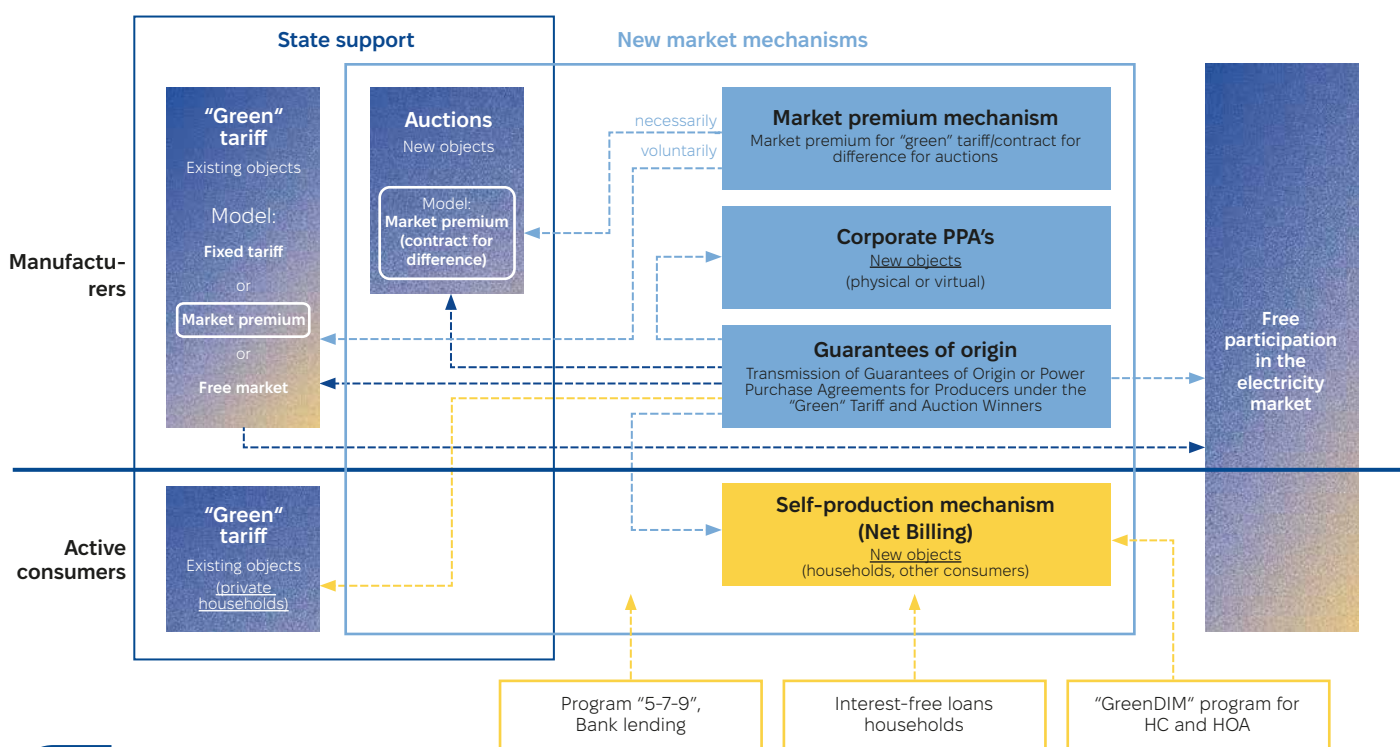 State support
New market mechanisms
“Green“
tariff
Existing objects
Model:
Fixed tariff
or
Market premium
or
Free market
Auctions
New objects
Model:
Market premium
(contract for
difference)
necessarily
voluntarily
Market premium mechanism
Market premium for “green” tariff/contract for
difference for auctions
Corporate PPA’s
New objects
(physical or virtual)
Guarantees of origin
Transmission of Guarantees of Origin or Power
Purchase Agreements for Producers under the
“Green” Tariff and Auction Winners
Free
participation
in the
electricity
market
Manufactu-
rers
Active
consumers
“Green“
tariff
Existing objects
(private
households)
Self-production mechanism
(Net Billing)
New objects
(households, other consumers)
Program “5-7-9”,
Bank lending
Interest-free loans
households
“GreenDIM“ program for
HC and HOA